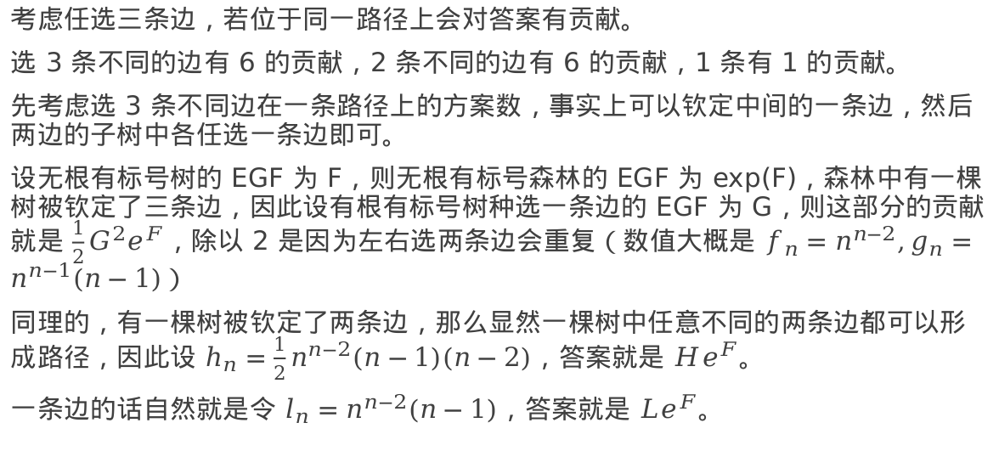 考虑任选三条边，若位于同一路径上会对答案有贡献。
选 3 条不同的边有 6 的贡献，2 条不同的边有 6 的贡献，1 条有 1 的贡献。
先考虑选 3 条不同边在一条路径上的方案数，事实上可以钦定中间的一条边，然后
两边的子树中各任选一条边即可。
设无根有标号树的 EGF 为 F，则无根有标号森林的 EGF 为 exp(F)，森林中有一棵
树被钦定了三条边，因此设有根有标号树种选一条边的 EGF 为 G，则这部分的贡献
就是 $\frac{1}{2}G^2e^F$，除以 2 是因为左右选两条边会重复（数值大概是 $f_n = n^{n-2}, g_n =$
$n^{n-1}(n-1)$）
同理的，有一棵树被钦定了两条边，那么显然一棵树中任意不同的两条边都可以形
成路径，因此设 $h_n = \frac{1}{2}n^{n-2}(n-1)(n-2)$，答案就是 $He^F$。
一条边的话自然就是令 $l_n = n^{n-2}(n-1)$，答案就是 $Le^F$。